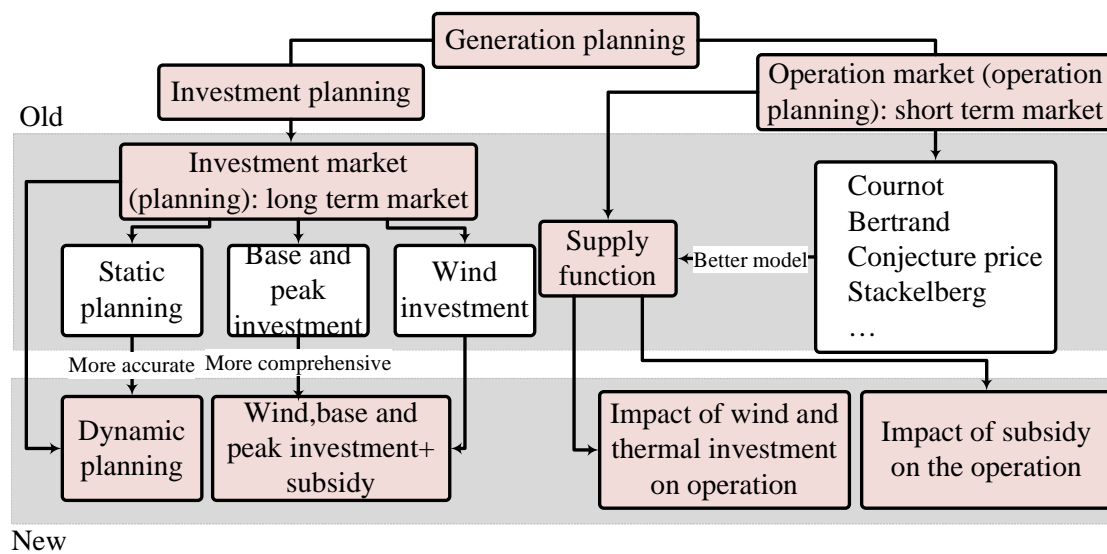 Generation planning
Investment planning
Operation market (operation
planning): short term market
Old
Investment market
(planning): long term market
Cournot
Bertrand
Conjecture price
Stackelberg
…
Supply
function
Better model
Static
planning
Base and
peak
investment
Wind
investment
More accurate
More comprehensive
Dynamic
planning
Wind,base and
peak investment+
subsidy
Impact of wind and
thermal investment
on operation
Impact of subsidy
on the operation
New